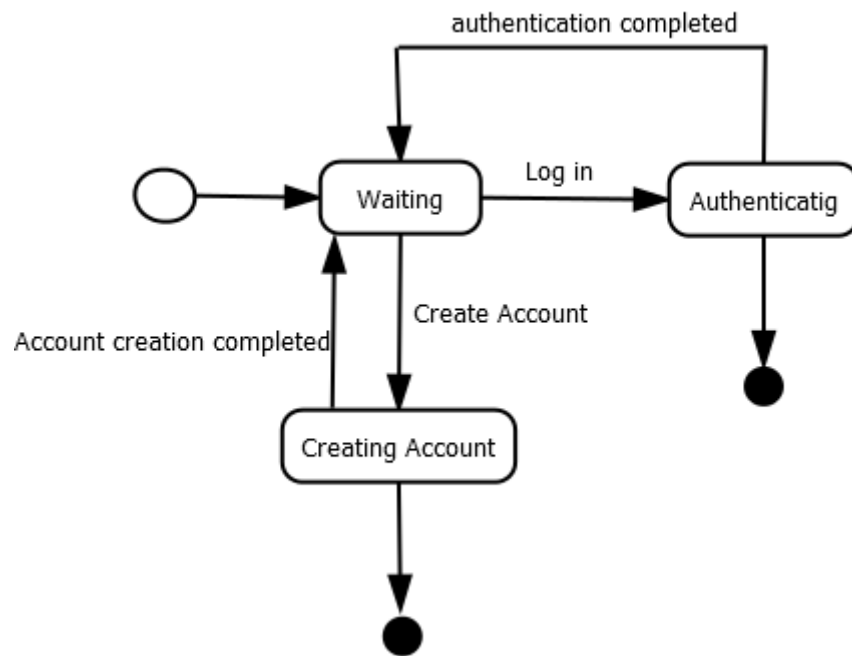 authentication completed
Log in
Waiting
Authenticatig
Create Account
Account creation completed
Creating Account